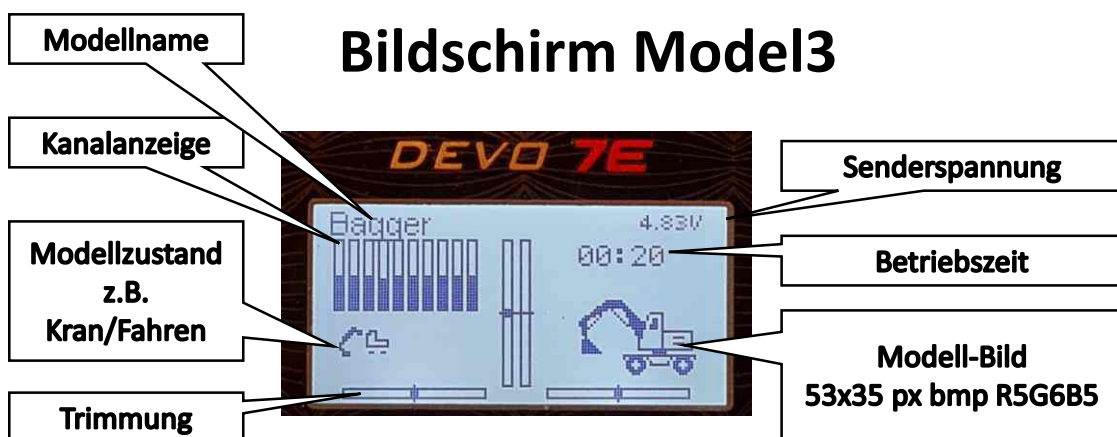 Bildschirm Model3
Modellname
Kanalanzeige
Modellzustand
z.B.
Kran/Fahren
Trimmung
DEVO 7E
Bagger
4.83V
00:20
Senderspannung
Betriebszeit
Modell-Bild
53x35 px bmp R5G6B5